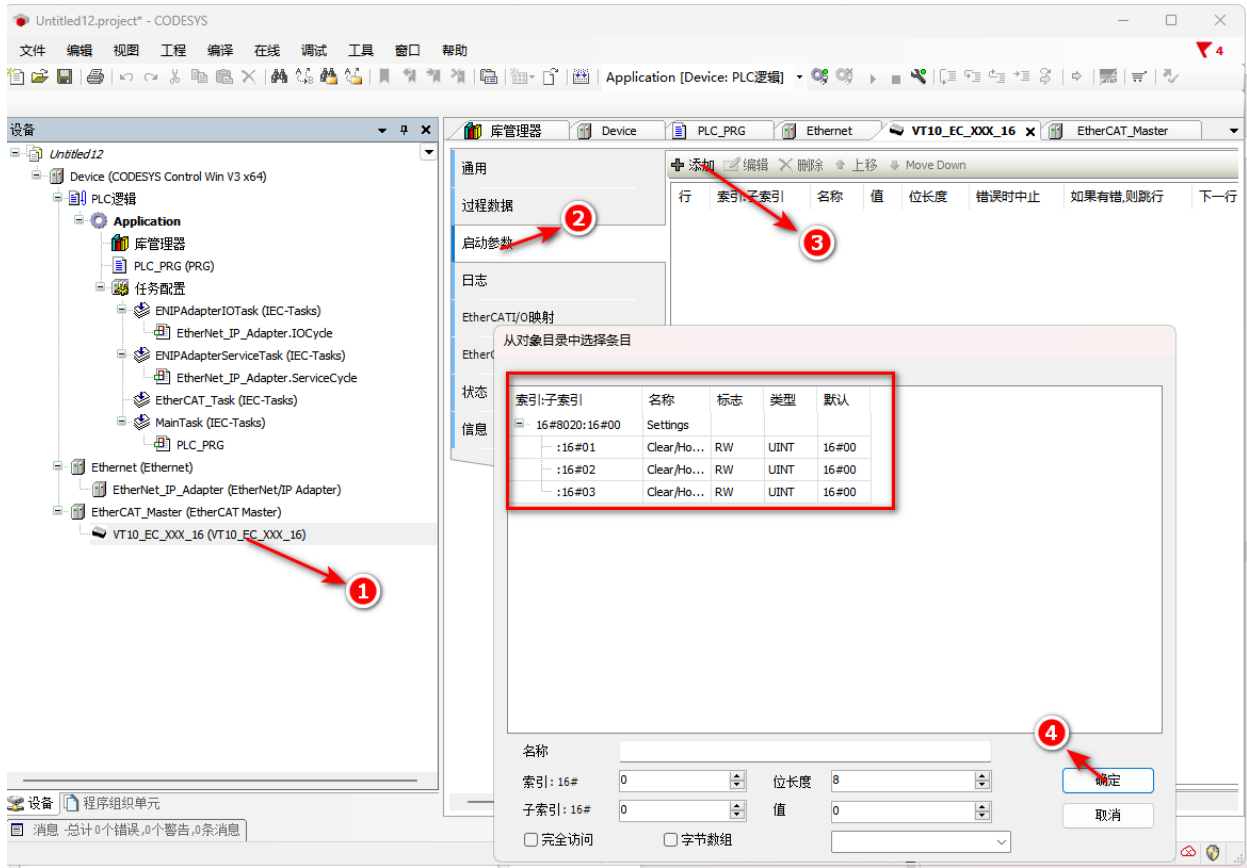 Untitled12.project* - CODESYS
文件 编辑 视图 工程 编译 在线 调试 工具 窗口 帮助
4
Application [Device: PLC逻辑]
设备
Untitled12
Device (CODESYS Control Win V3 x64)
PLC逻辑
Application
库管理器
PLC_PRG (PRG)
任务配置
ENIPAdapterIOTask (IEC-Tasks)
EtherNet_IP_Adapter.IOCycle
ENIPAdapterServiceTask (IEC-Tasks)
EtherNet_IP_Adapter.ServiceCycle
EtherCAT_Task (IEC-Tasks)
MainTask (IEC-Tasks)
PLC_PRG
Ethernet (Ethernet)
EtherNet_IP_Adapter (EtherNet/IP Adapter)
EtherCAT_Master (EtherCAT Master)
VT10_EC_XXX_16 (VT10_EC_XXX_16)
1
设备 程序组织单元
消息 -总计0个错误,0个警告,0条消息
库管理器 Device PLC_PRG Ethernet VT10_EC_XXX_16 EtherCAT_Master
通用
过程数据
启动参数
日志
EtherCATI/O映射
EtherC
状态
信息
2
添加 编辑 删除 上移 Move Down
行 索引:子索引 名称 值 位长度 错误时中止 如果有错,则跳行 下一行
3
从对象目录中选择条目
索引:子索引 名称 标志 类型 默认
16#8020:16#00 Settings
:16#01 Clear/Ho... RW UINT 16#00
:16#02 Clear/Ho... RW UINT 16#00
:16#03 Clear/Ho... RW UINT 16#00
4
名称
索引: 16# 0 位长度 8 确定
子索引: 16# 0 值 0 取消
完全访问 字节数组